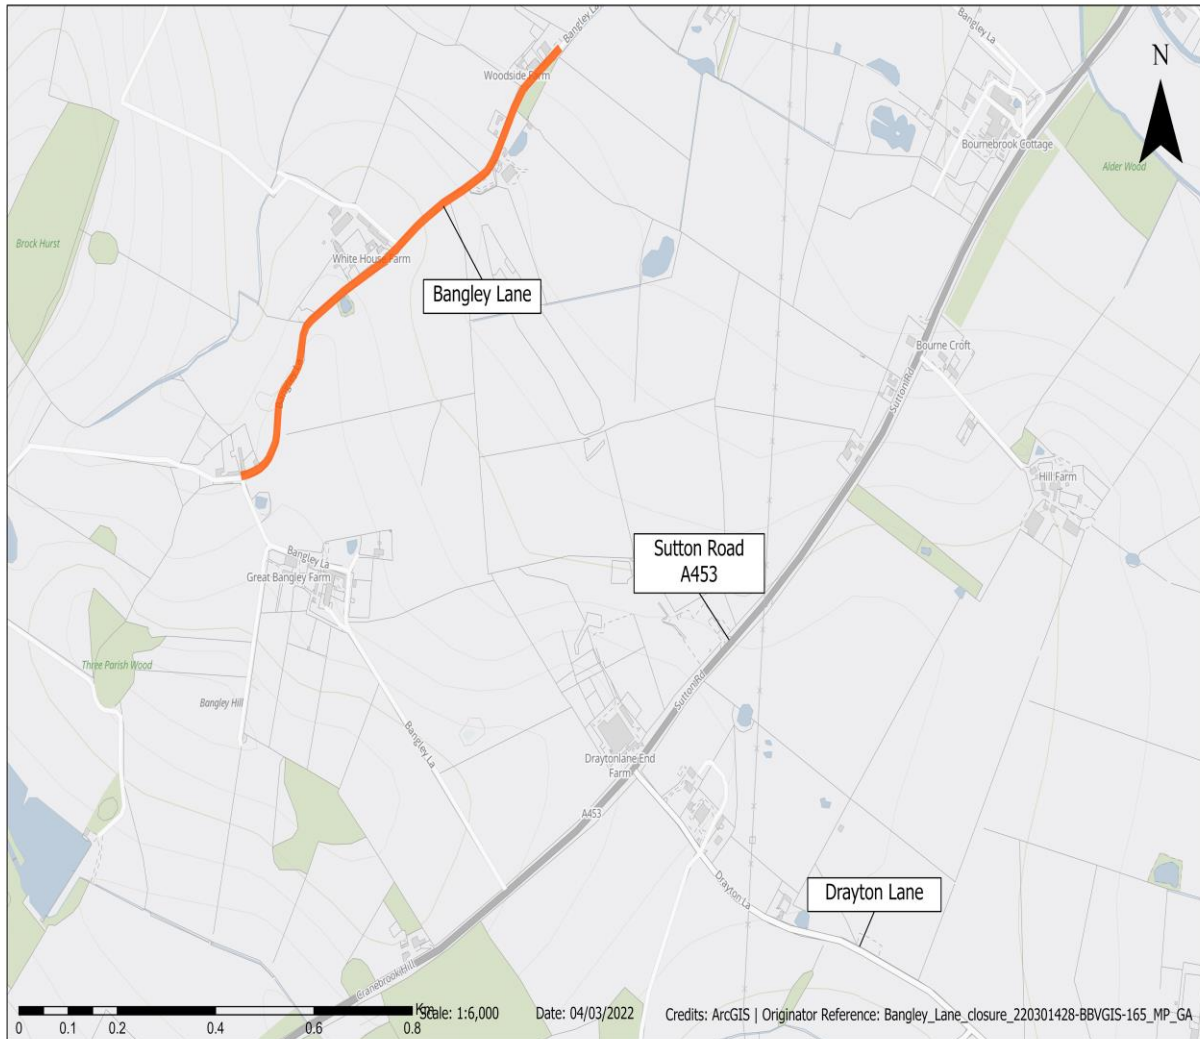 Bangley La
Bangley La
N
Woodside Farm
Bournebrook Cottage
Alder Wood
Brock Hurst
White House Farm
Bangley Lane
Bourne Croft
Sutton Rd
Hill Farm
Sutton Road
A453
Bangley La
Great Bangley Farm
Three Parish Wood
Bangley Hill
Sutton Rd
Bangley La
Draytonlane End
Farm
A453
Drayton La
Drayton Lane
Cranebrook Hill
Km
0 0.1 0.2 0.4 0.6 0.8
Scale: 1:6,000
Date: 04/03/2022
Credits: ArcGIS | Originator Reference: Bangley_Lane_closure_220301428-BBVGIS-165_MP_GA